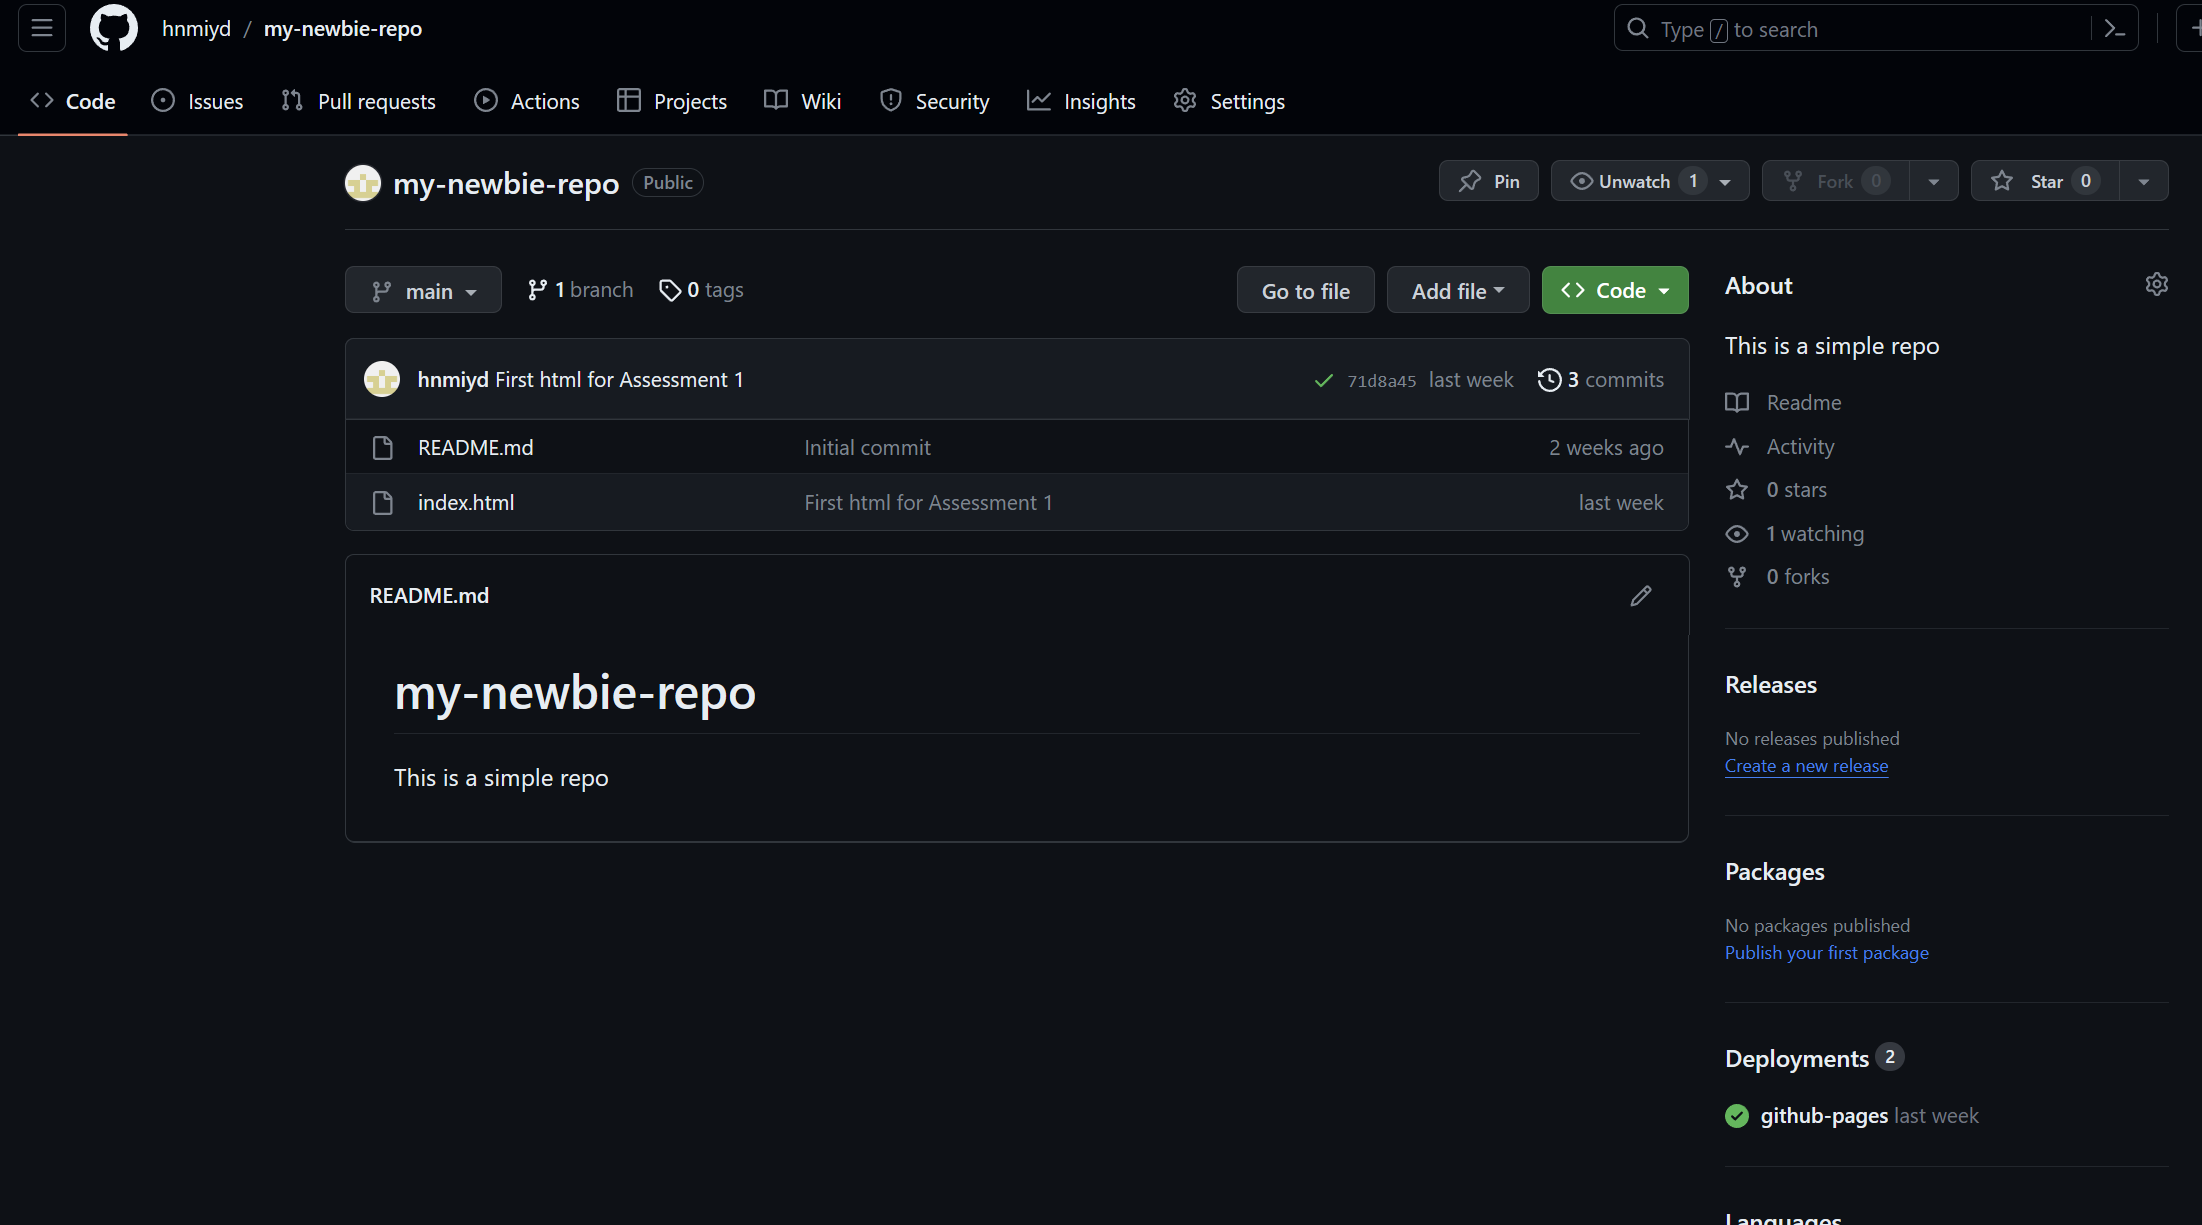 hnmiyd / my-newbie-repo
Type / to search
Code Issues Pull requests Actions Projects Wiki Security Insights Settings
my-newbie-repo Public
Pin Unwatch 1 Fork 0 Star 0
main 1 branch 0 tags Go to file Add file Code
hnmiyd First html for Assessment 1 71d8a45 last week 3 commits
README.md Initial commit 2 weeks ago
index.html First html for Assessment 1 last week
README.md
my-newbie-repo
This is a simple repo
About
This is a simple repo
Readme
Activity
0 stars
1 watching
0 forks
Releases
No releases published
Create a new release
Packages
No packages published
Publish your first package
Deployments 2
github-pages last week
Languages